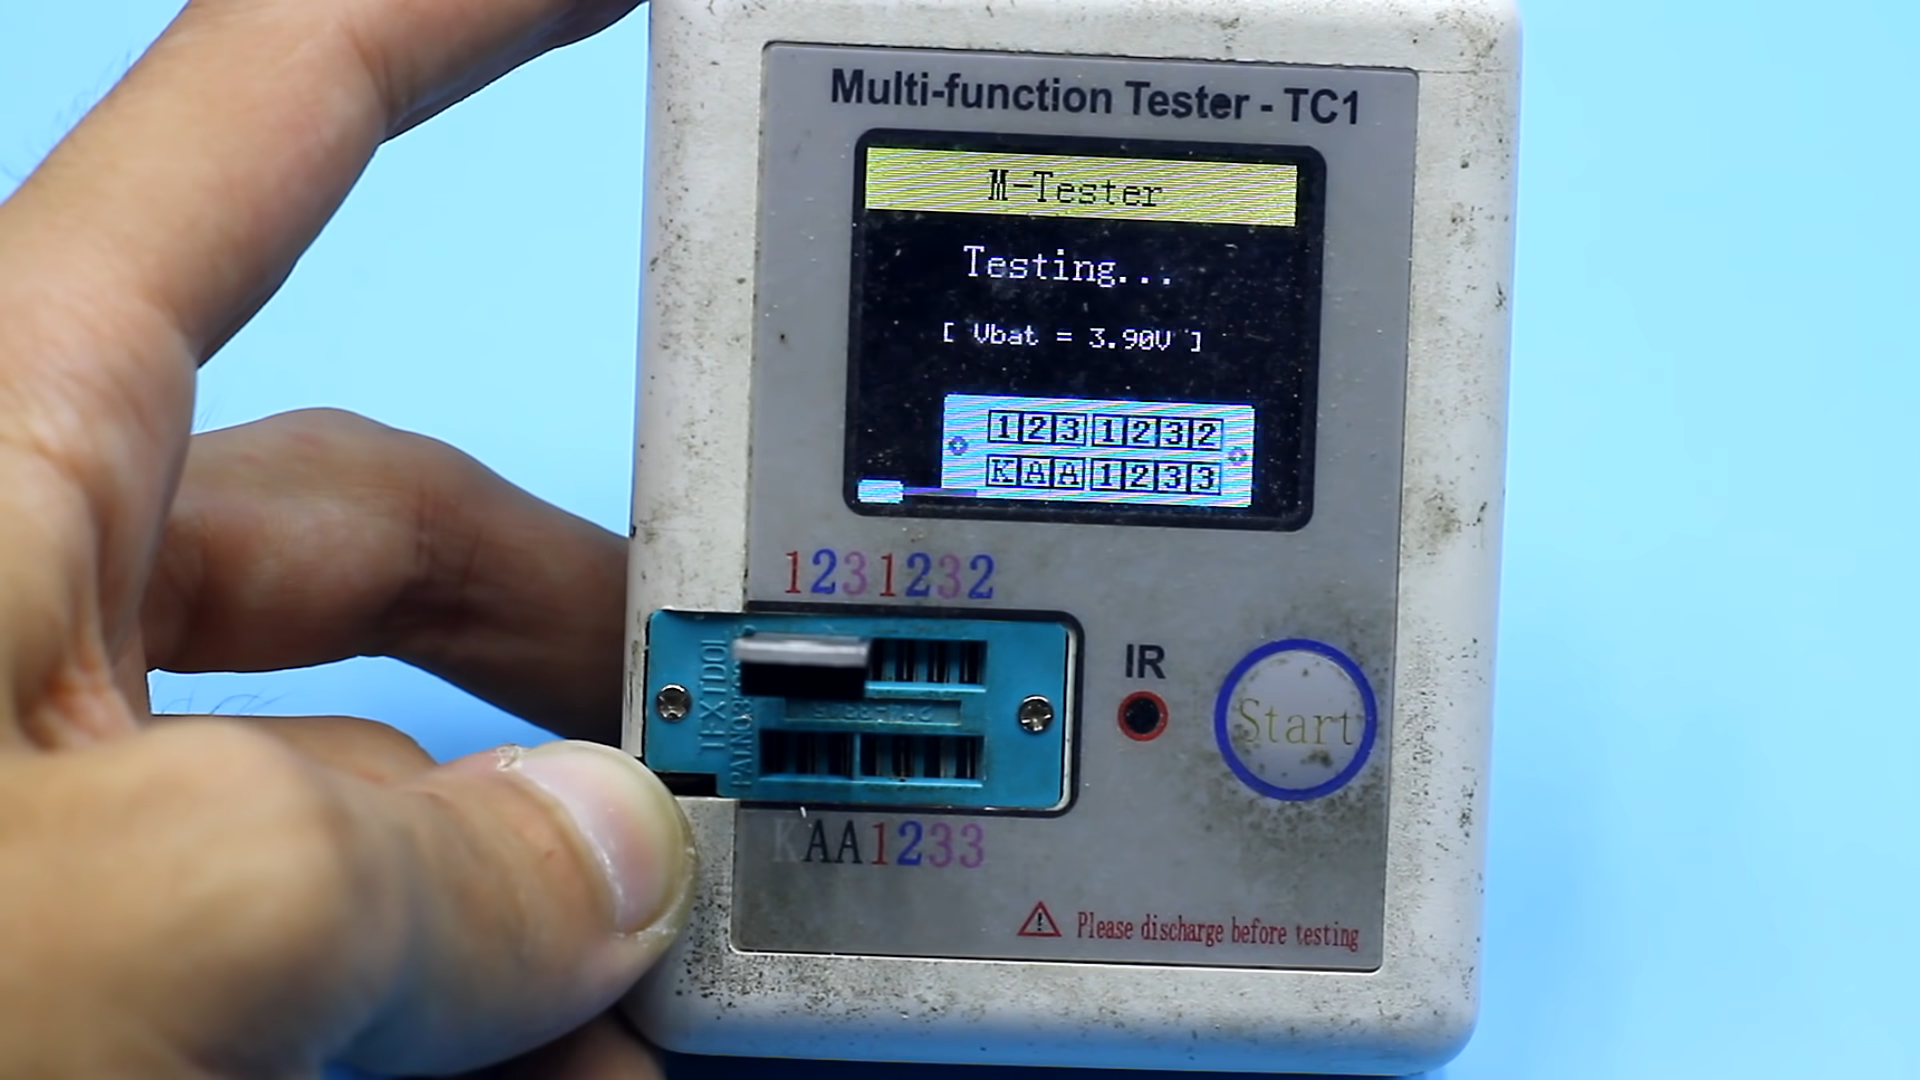 Multi-function Tester - TC1
M-Tester
Testing...
[ Vbat = 3.90V ]
1231232
KAA1233
1231232
IR
Start
KAA1233
Please discharge before testing